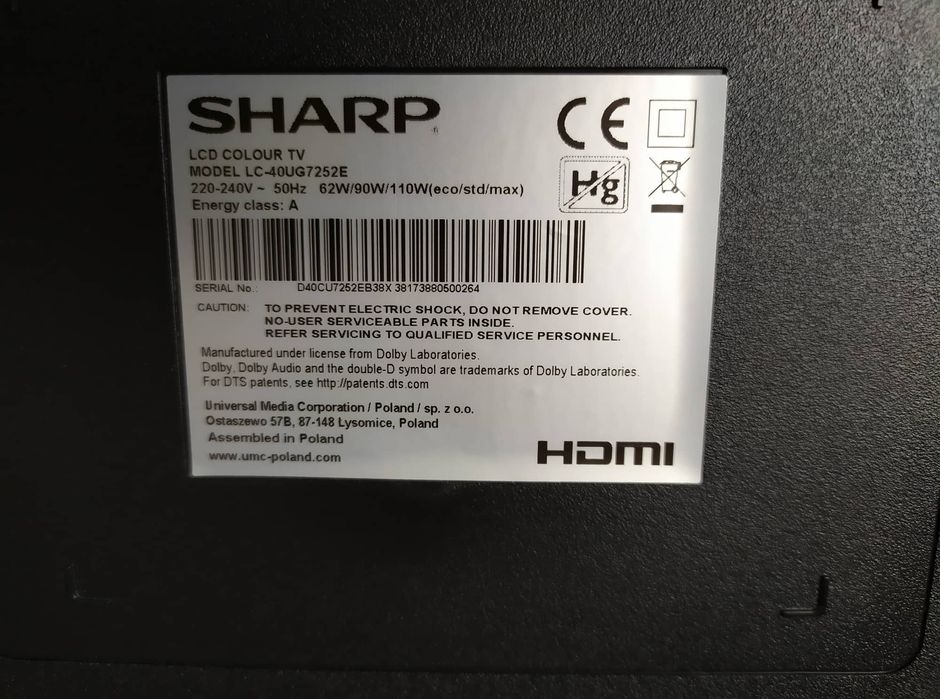 SHARP
LCD COLOUR TV
MODEL LC-40UG7252E
220-240V ~ 50Hz 62W/90W/110W(eco/std/max)
Energy class: A
CE
Hg
SERIAL No.: D40CU7252EB38X 38173880500264
CAUTION: TO PREVENT ELECTRIC SHOCK, DO NOT REMOVE COVER.
NO-USER SERVICEABLE PARTS INSIDE.
REFER SERVICING TO QUALIFIED SERVICE PERSONNEL.
Manufactured under license from Dolby Laboratories.
Dolby, Dolby Audio and the double-D symbol are trademarks of Dolby Laboratories.
For DTS patents, see http://patents.dts.com
Universal Media Corporation / Poland / sp. z o.o.
Ostaszewo 57B, 87-148 Lysomice, Poland
Assembled in Poland
www.umc-poland.com
HDMI